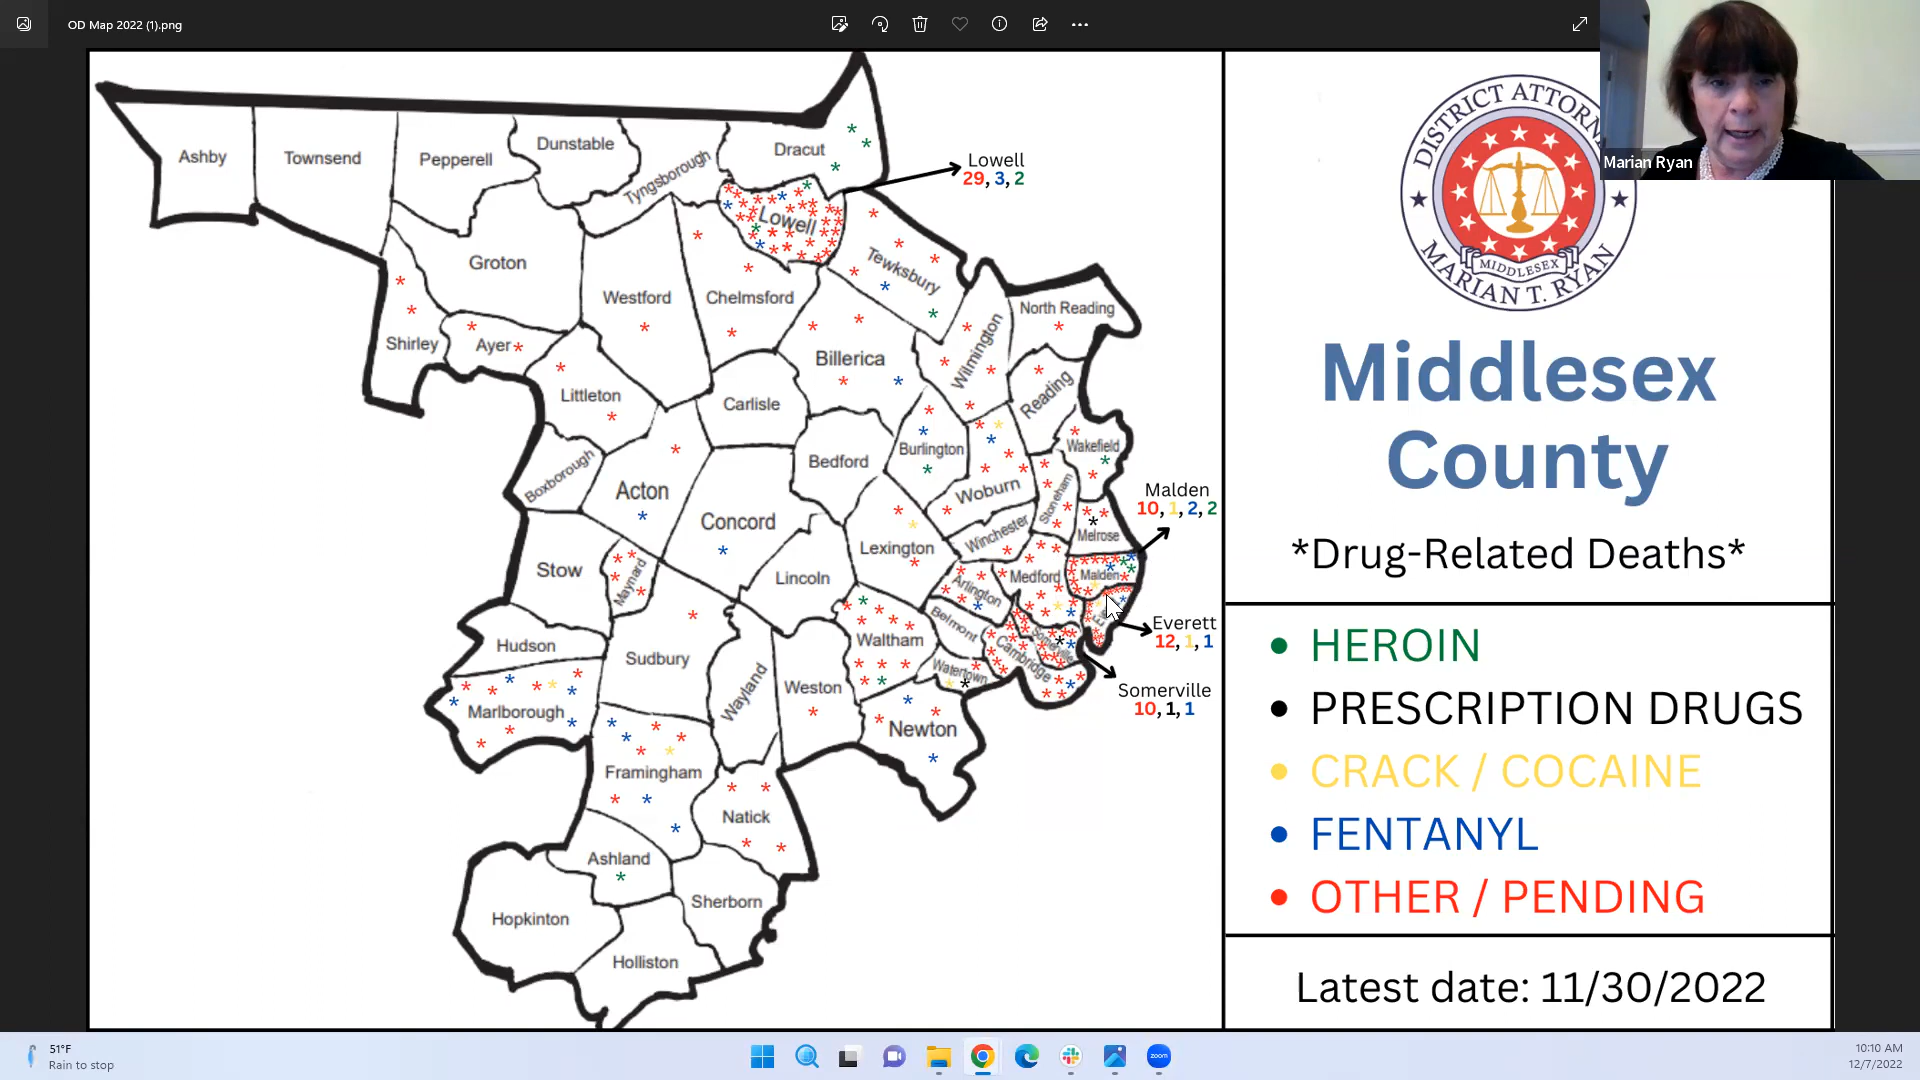 OD Map 2022 (1).png
Marian Ryan
Ashby
Townsend
Pepperell
Dunstable
Tyngsborough
Dracut
Lowell
29, 3, 2
Lowell
Groton
Westford
Chelmsford
Tewksbury
North Reading
Shirley
Ayer
Littleton
Carlisle
Billerica
Wilmington
Reading
Boxborough
Acton
Concord
Bedford
Burlington
Woburn
Wakefield
Stoneham
Malden
10, 1, 2, 2
Melrose
Winchester
Lexington
Stow
Maynard
Lincoln
Arlington
Medford
Malden
Everett
12, 1, 1
Hudson
Sudbury
Wayland
Weston
Waltham
Belmont
Watertown
Cambridge
Somerville
Somerville
10, 1, 1
Marlborough
Newton
Framingham
Natick
Ashland
Sherborn
Hopkinton
Holliston
DISTRICT ATTORN
MIDDLESEX
MARIAN T. RYAN
Middlesex
County
*Drug-Related Deaths*
• HEROIN
• PRESCRIPTION DRUGS
• CRACK / COCAINE
• FENTANYL
• OTHER / PENDING
Latest date: 11/30/2022
51°F
Rain to stop
zoom
10:10 AM
12/7/2022